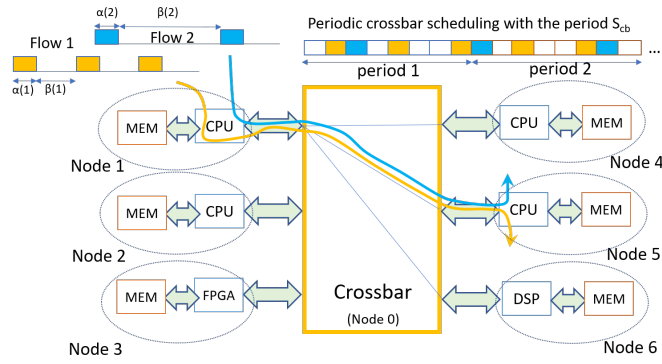 α(2)
β(2)
Flow 2
Flow 1
α(1)
β(1)
Periodic crossbar scheduling with the period S_cb
...
period 1
period 2
MEM
CPU
Node 1
MEM
CPU
Node 2
MEM
FPGA
Node 3
Crossbar
(Node 0)
CPU
MEM
Node 4
CPU
MEM
Node 5
DSP
MEM
Node 6